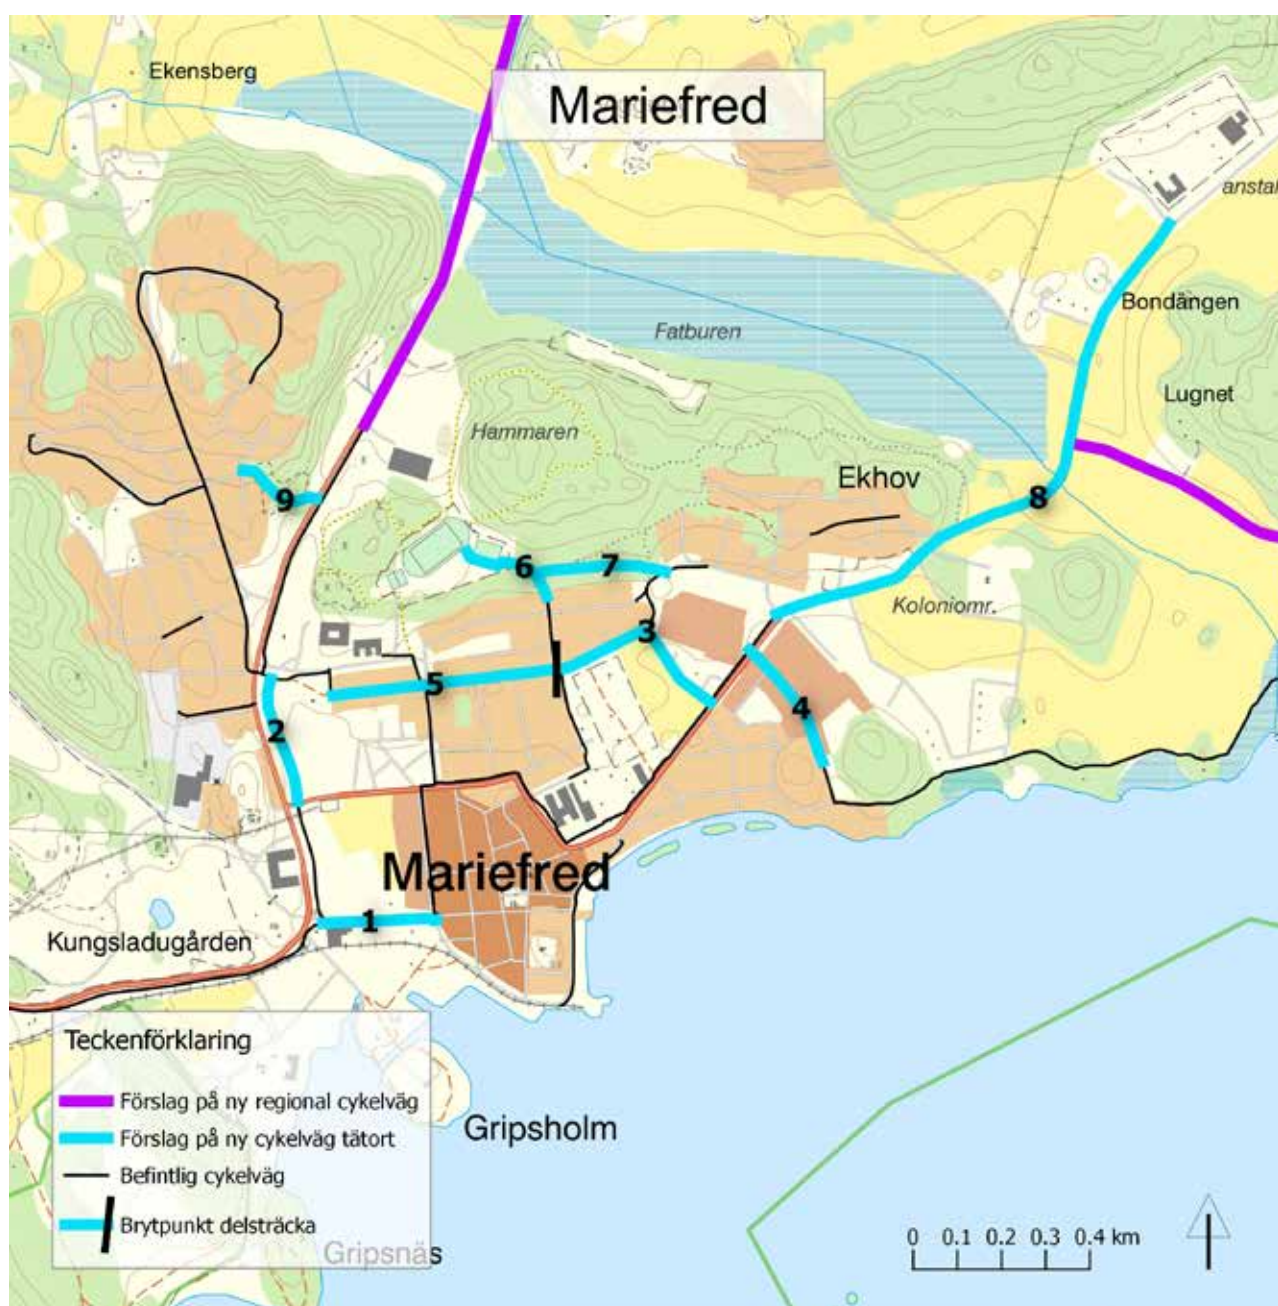 Ekensberg
Mariefred
anstal
Bondängen
Fatburen
Lugnet
Hammaren
Ekhov
9
8
6
7
Koloniomr.
3
5
4
2
Mariefred
1
Kungsladugården
Teckenförklaring
Förslag på ny regional cykelväg
Förslag på ny cykelväg tätort
Befintlig cykelväg
Brytpunkt delsträcka
Gripsholm
Gripsnäs
0 0.1 0.2 0.3 0.4 km